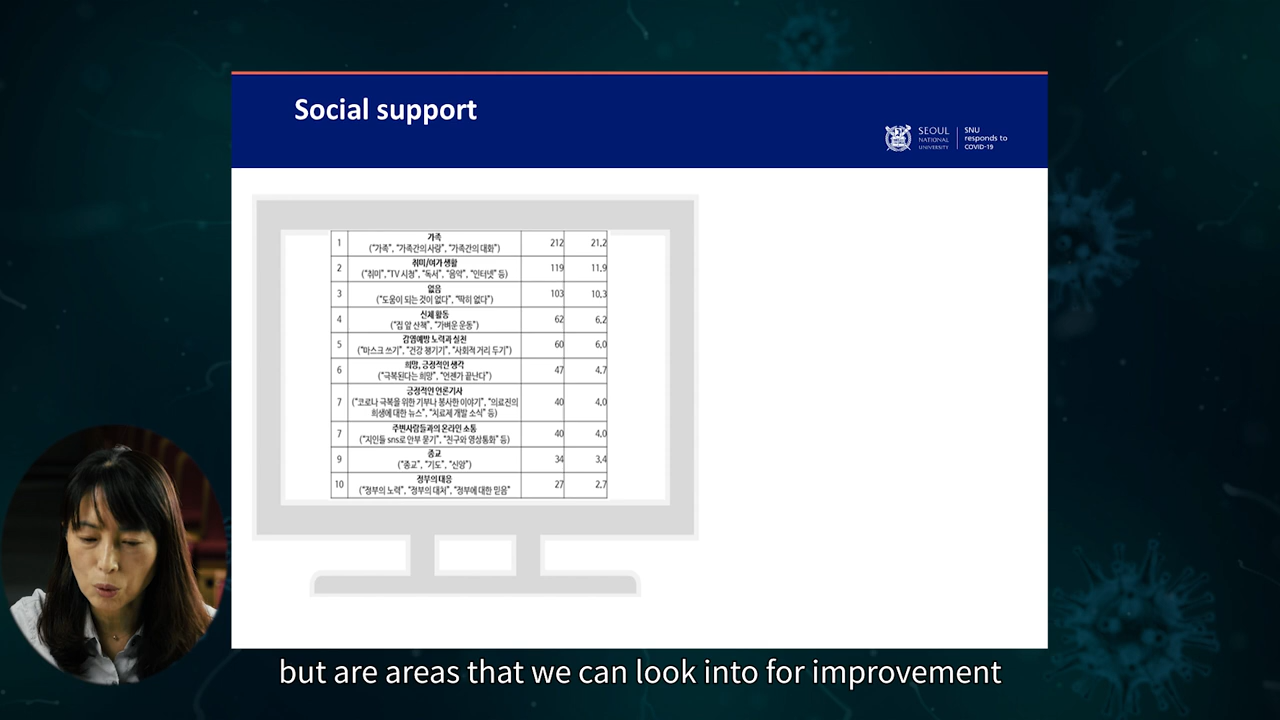 Social support
SEOUL
NATIONAL
UNIVERSITY
SNU
responds to
COVID-19
1 가족 212 21.2
("가족", "가족간의 사랑", "가족간의 대화")
2 취미/여가 생활 119 11.9
("취미","TV 시청", "독서", "음악", "인터넷" 등)
3 없음 103 10.3
("도움이 되는 것이 없다", "딱히 없다")
4 신체 활동 62 6.2
("집 앞 산책", "가벼운 운동")
5 감염예방 노력과 실천 60 6.0
("마스크 쓰기", "건강 챙기기", "사회적 거리 두기")
6 희망, 긍정적인 생각 47 4.7
("극복된다는 희망", "언젠가 끝난다")
7 긍정적인 언론기사 40 4.0
("코로나 극복을 위한 기부나 봉사한 이야기", "의료진의
희생에 대한 뉴스", "치료제 개발 소식" 등)
7 주변사람들과의 온라인 소통 40 4.0
("지인들 sns로 안부 묻기", "친구와 영상통화" 등)
9 종교 34 3.4
("종교", "기도", "신앙")
10 정부의 대응 27 2.7
("정부의 노력", "정부의 대처", "정부에 대한 믿음"
but are areas that we can look into for improvement